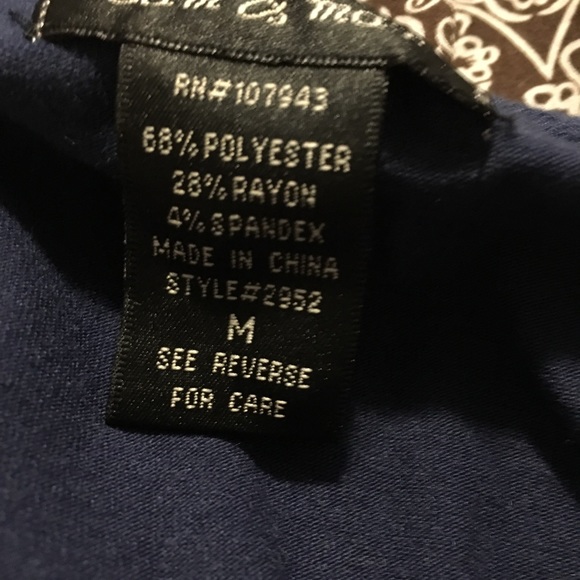 RN#107943
68% POLYESTER
28% RAYON
4% SPANDEX
MADE IN CHINA
STYLE#2952
M
SEE REVERSE
FOR CARE